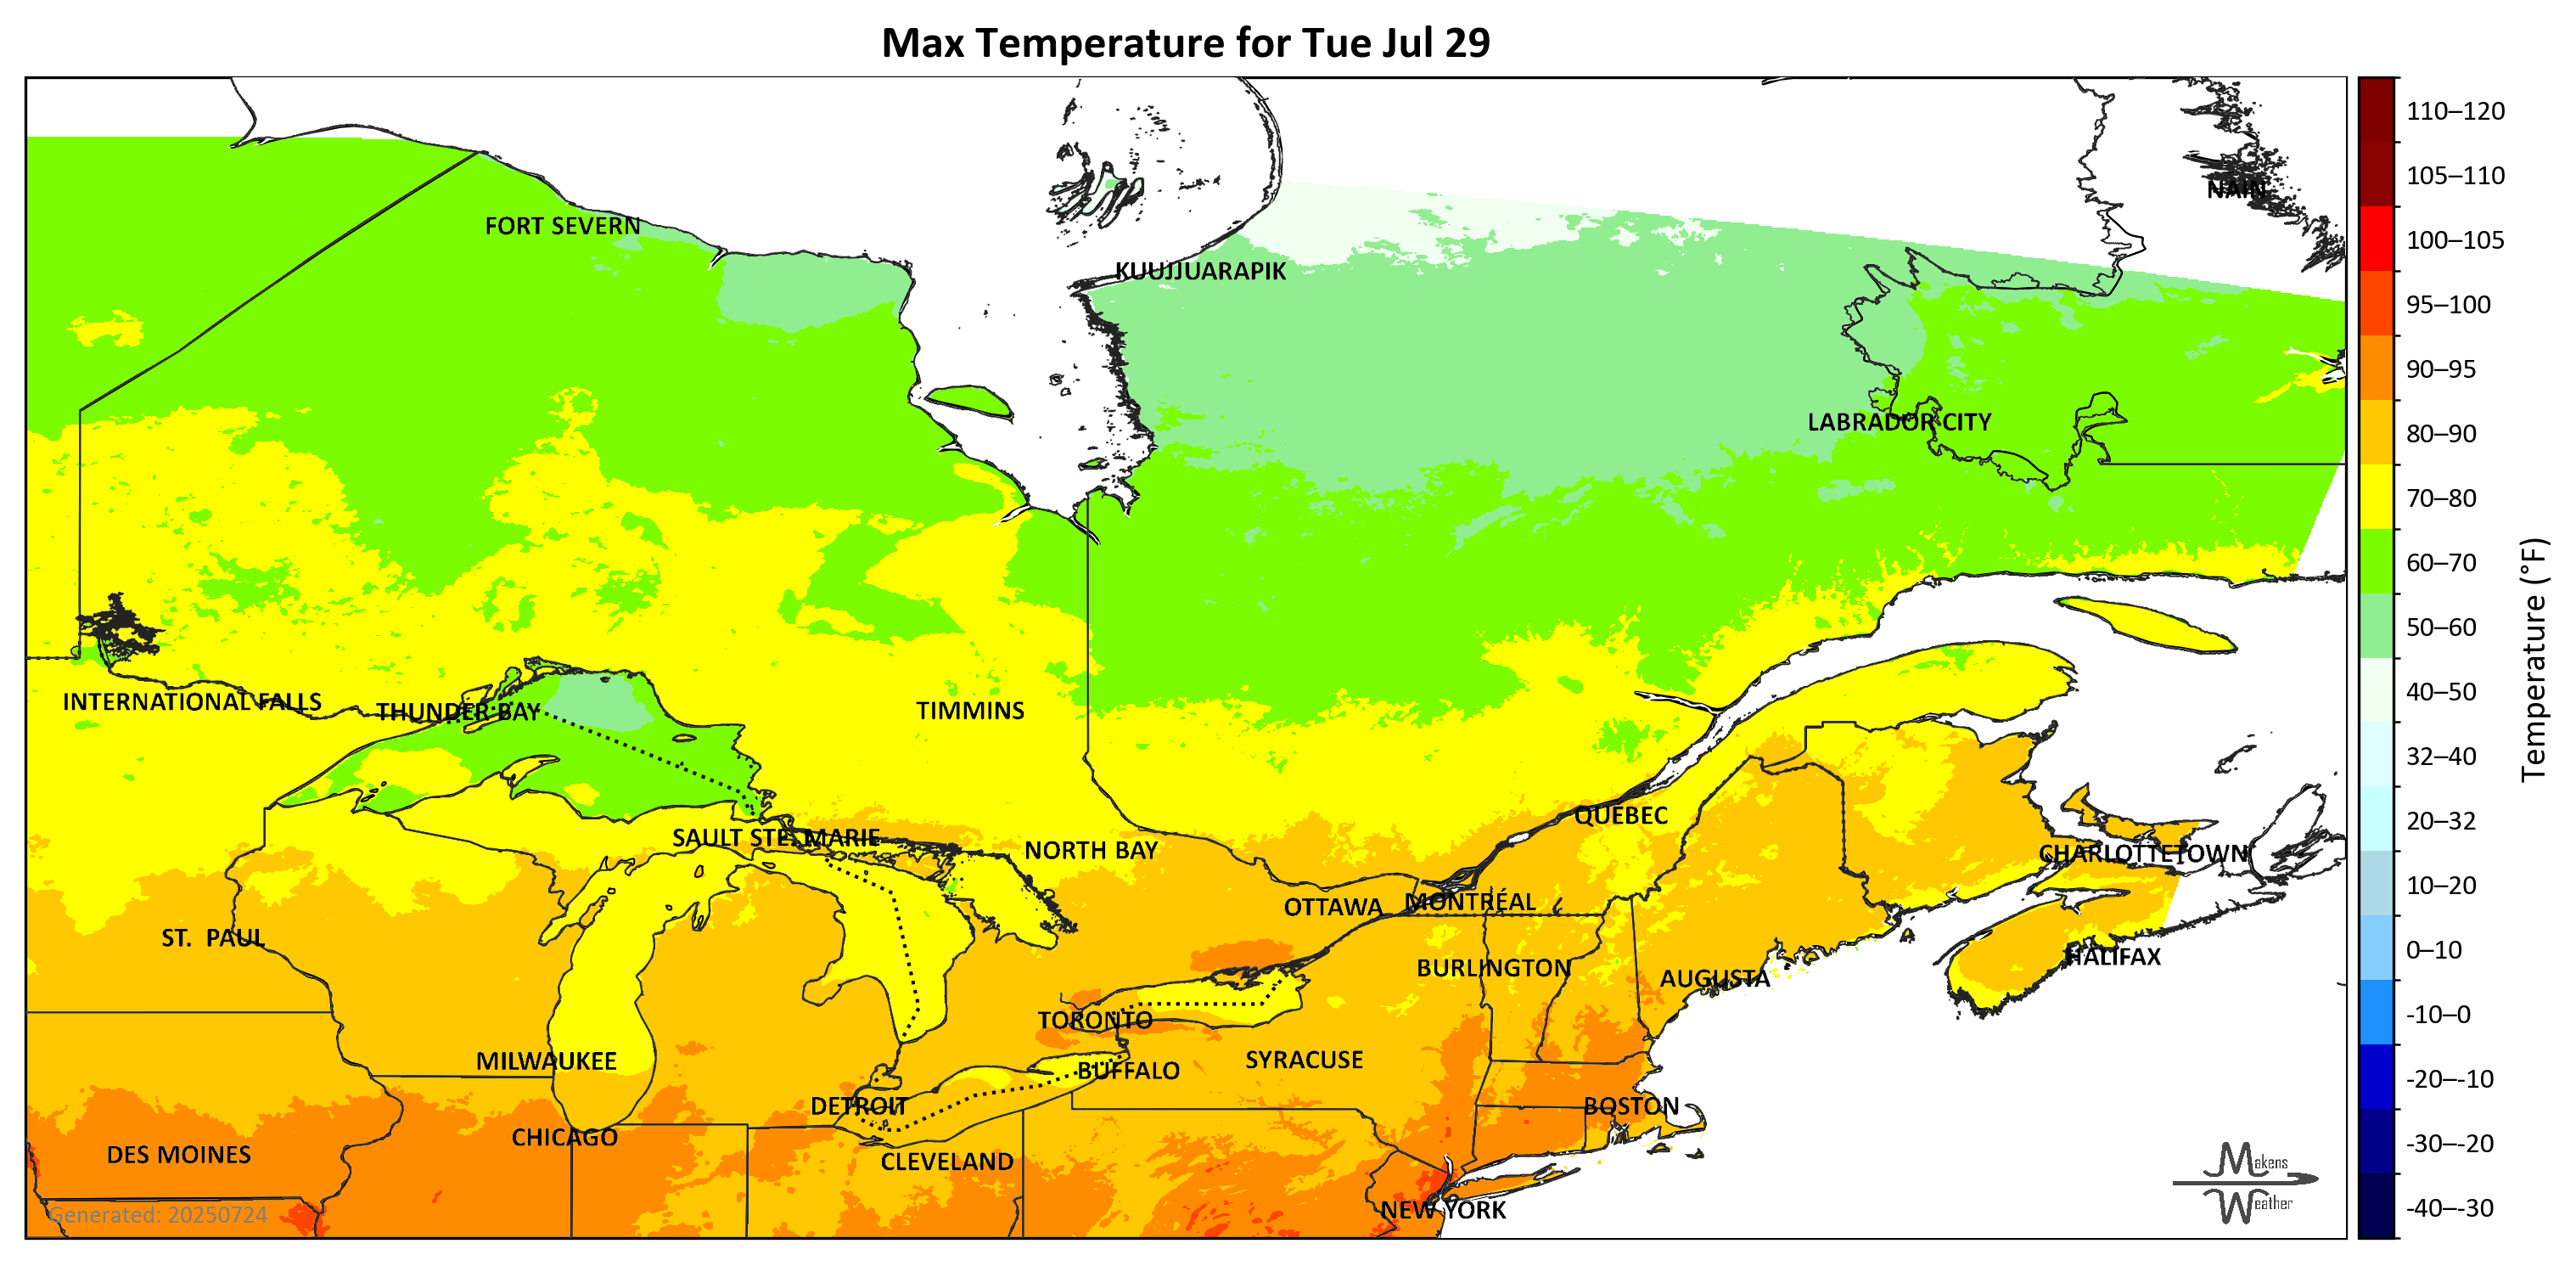 Max Temperature for Tue Jul 29
NAIN
FORT SEVERN
KUUJJUARAPIK
LABRADOR CITY
INTERNATIONAL FALLS
THUNDER BAY
TIMMINS
QUEBEC
SAULT STE. MARIE
NORTH BAY
CHARLOTTETOWN
OTTAWA
MONTRÉAL
ST. PAUL
HALIFAX
BURLINGTON
AUGUSTA
TORONTO
MILWAUKEE
SYRACUSE
BUFFALO
DETROIT
BOSTON
CHICAGO
DES MOINES
CLEVELAND
NEW YORK
Generated: 20250724
Makens
Weather
110–120
105–110
100–105
95–100
90–95
80–90
70–80
60–70
50–60
40–50
32–40
20–32
10–20
0–10
-10–0
-20–-10
-30–-20
-40–-30
Temperature (°F)